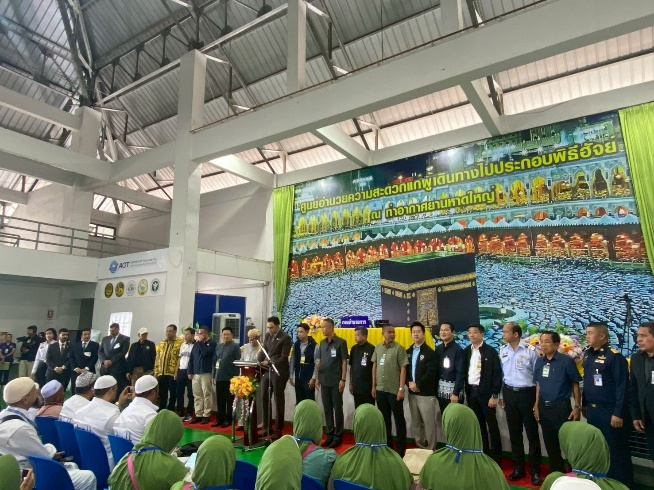 ศูนย์อำนวยความสะดวกแก่ผู้เดินทางไปประกอบพิธีฮัจย์
ณ ท่าอากาศยานหาดใหญ่
AOT